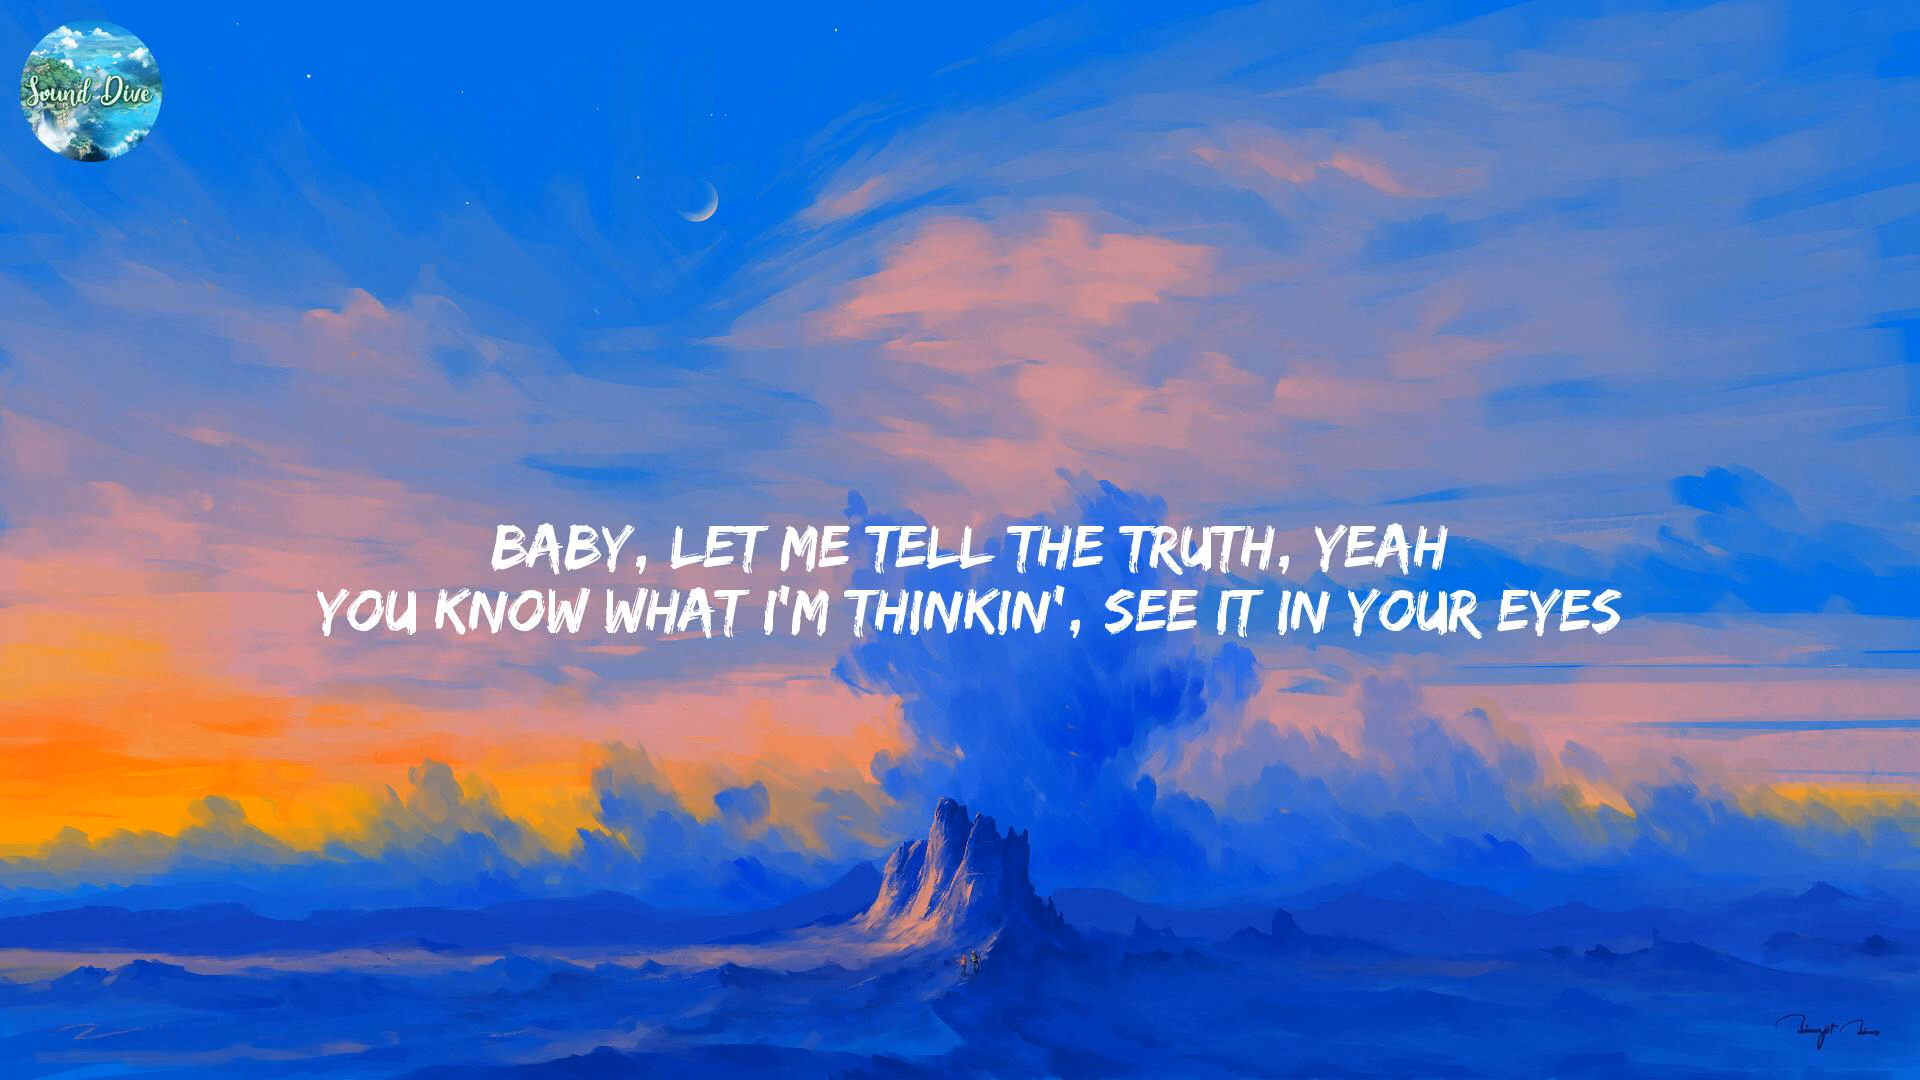 Sound Dive
BABY, LET ME TELL THE TRUTH, YEAH
YOU KNOW WHAT I'M THINKIN', SEE IT IN YOUR EYES